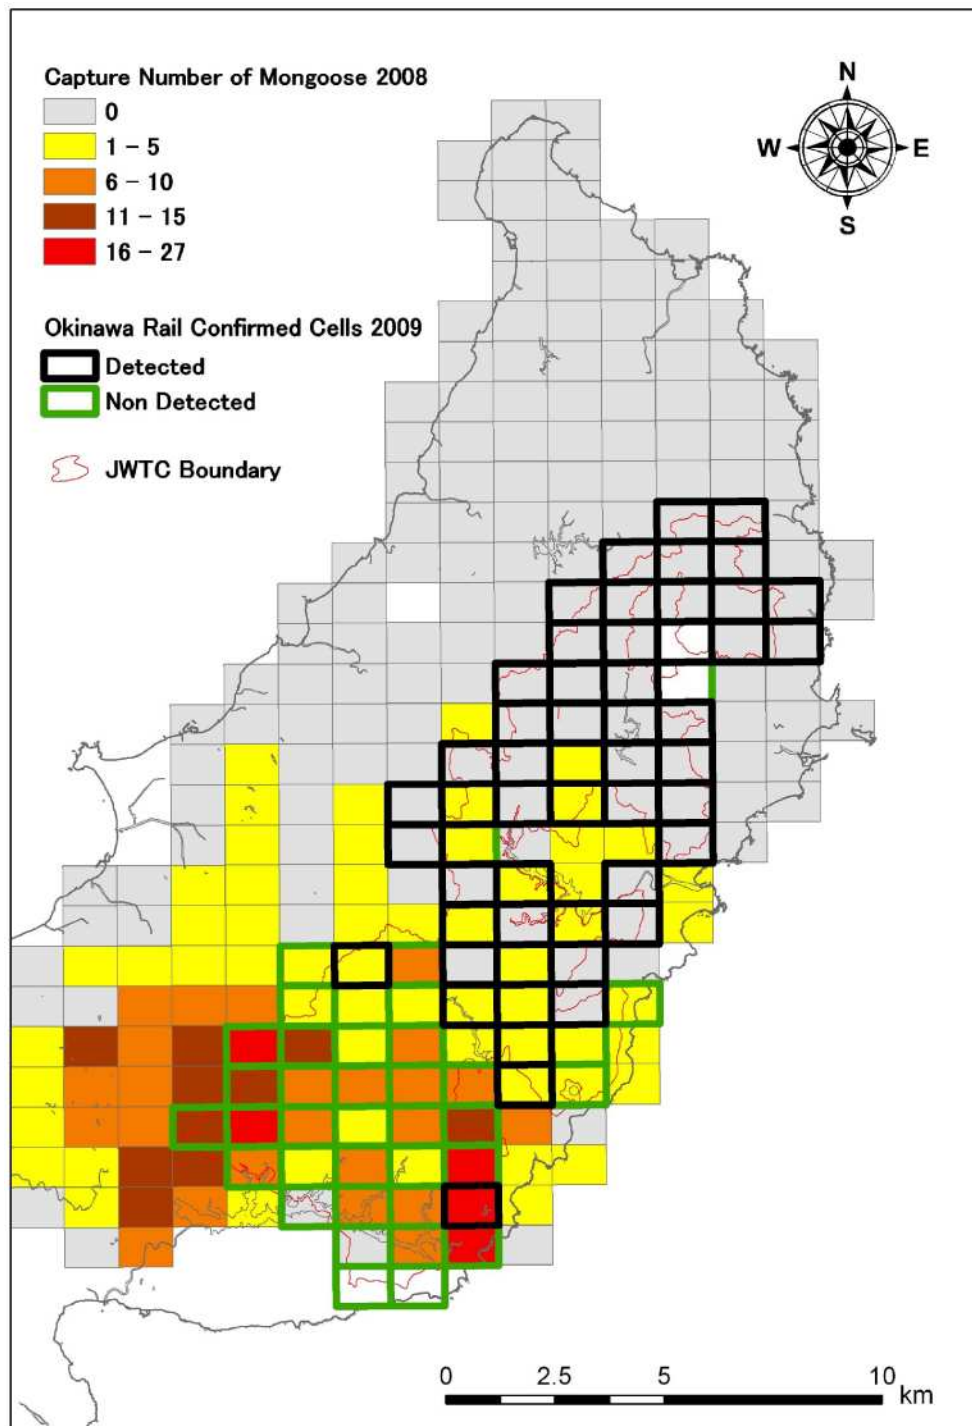 Capture Number of Mongoose 2008
0
1 – 5
6 – 10
11 – 15
16 – 27
Okinawa Rail Confirmed Cells 2009
Detected
Non Detected
JWTC Boundary
N
W E
S
0 2.5 5 10
km